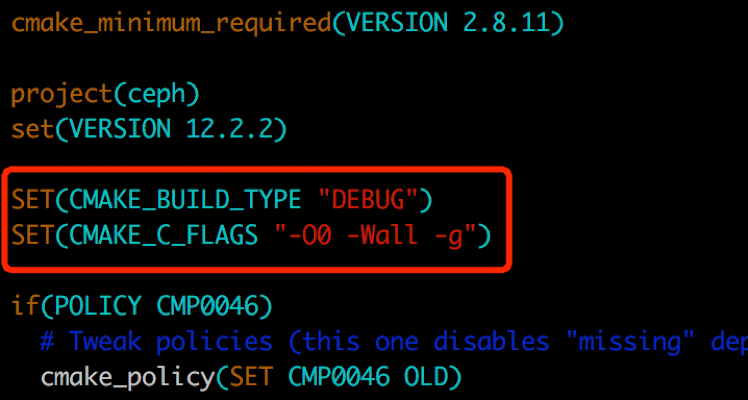 cmake_minimum_required(VERSION 2.8.11)
project(ceph)
set(VERSION 12.2.2)
SET(CMAKE_BUILD_TYPE "DEBUG")
SET(CMAKE_C_FLAGS "-O0 -Wall -g")
if(POLICY CMP0046)
# Tweak policies (this one disables "missing" dep
cmake_policy(SET CMP0046 OLD)